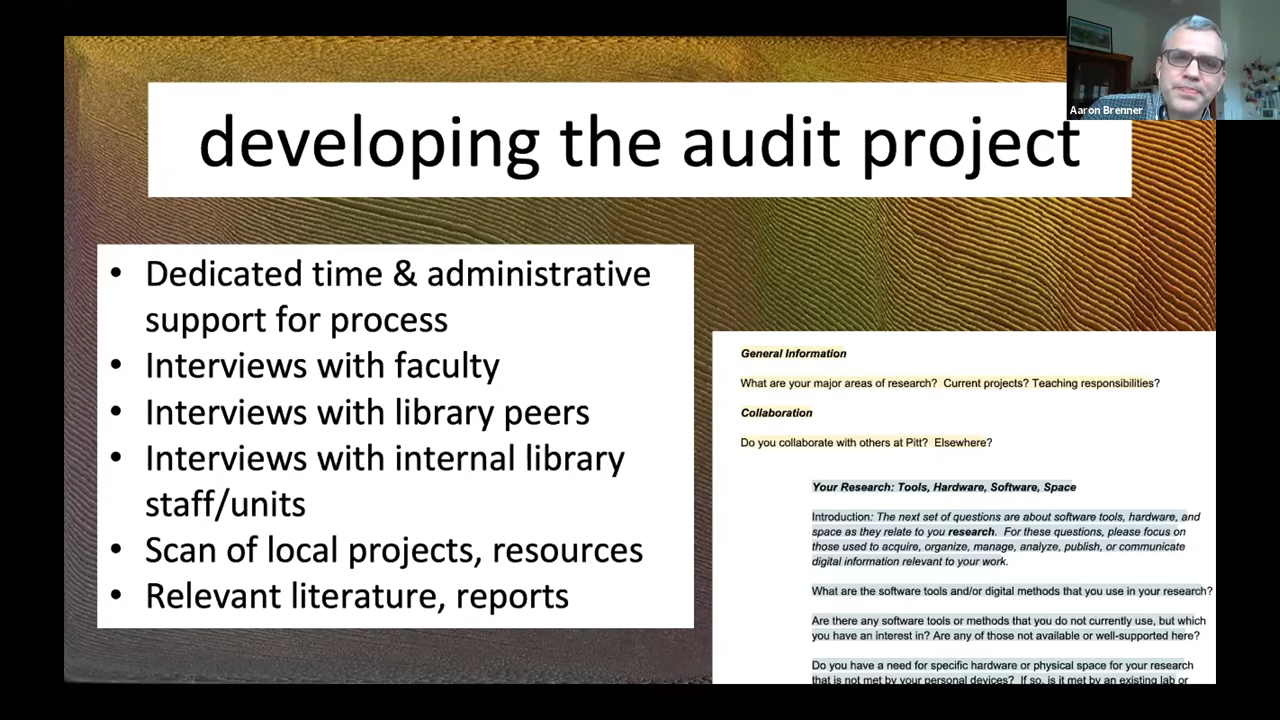 Aaron Brenner
developing the audit project
• Dedicated time & administrative
support for process
• Interviews with faculty
• Interviews with library peers
• Interviews with internal library
staff/units
• Scan of local projects, resources
• Relevant literature, reports
General Information
What are your major areas of research?  Current projects? Teaching responsibilities?
Collaboration
Do you collaborate with others at Pitt?  Elsewhere?
Your Research: Tools, Hardware, Software, Space
Introduction: The next set of questions are about software tools, hardware, and
space as they relate to you research.  For these questions, please focus on
those used to acquire, organize, manage, analyze, publish, or communicate
digital information relevant to your work.
What are the software tools and/or digital methods that you use in your research?
Are there any software tools or methods that you do not currently use, but which
you have an interest in? Are any of those not available or well-supported here?
Do you have a need for specific hardware or physical space for your research
that is not met by your personal devices?  If so, is it met by an existing lab or